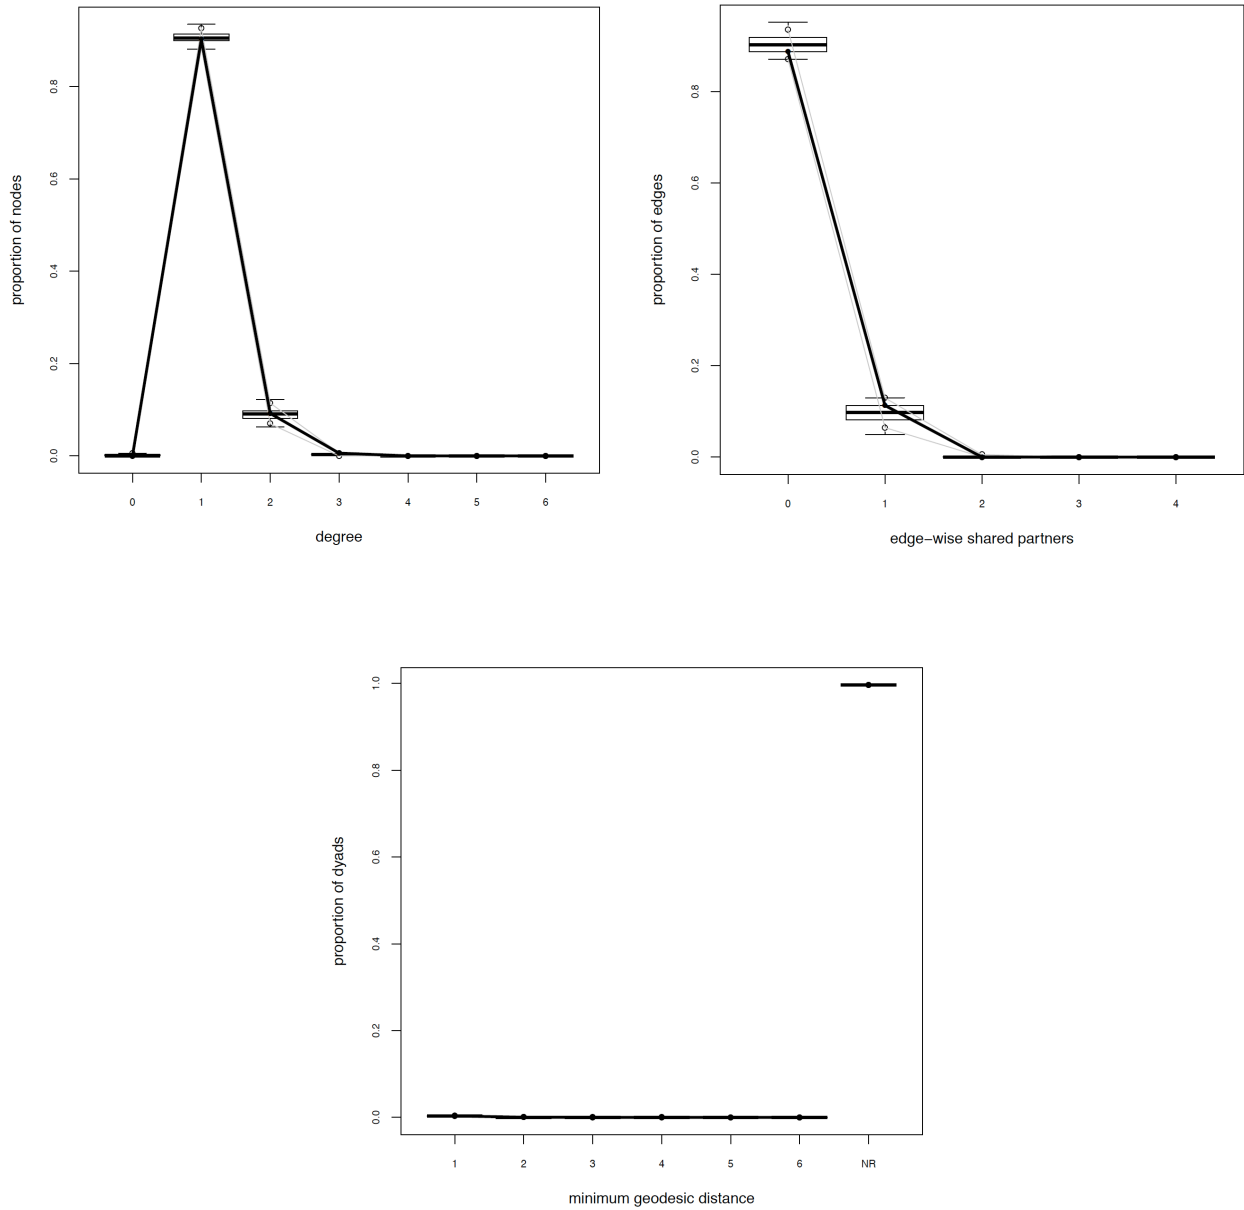 proportion of nodes
0.0 0.2 0.4 0.6 0.8
0 1 2 3 4 5 6
degree
proportion of edges
0.0 0.2 0.4 0.6 0.8
0 1 2 3 4
edge−wise shared partners
proportion of dyads
0.0 0.2 0.4 0.6 0.8 1.0
1 2 3 4 5 6 NR
minimum geodesic distance